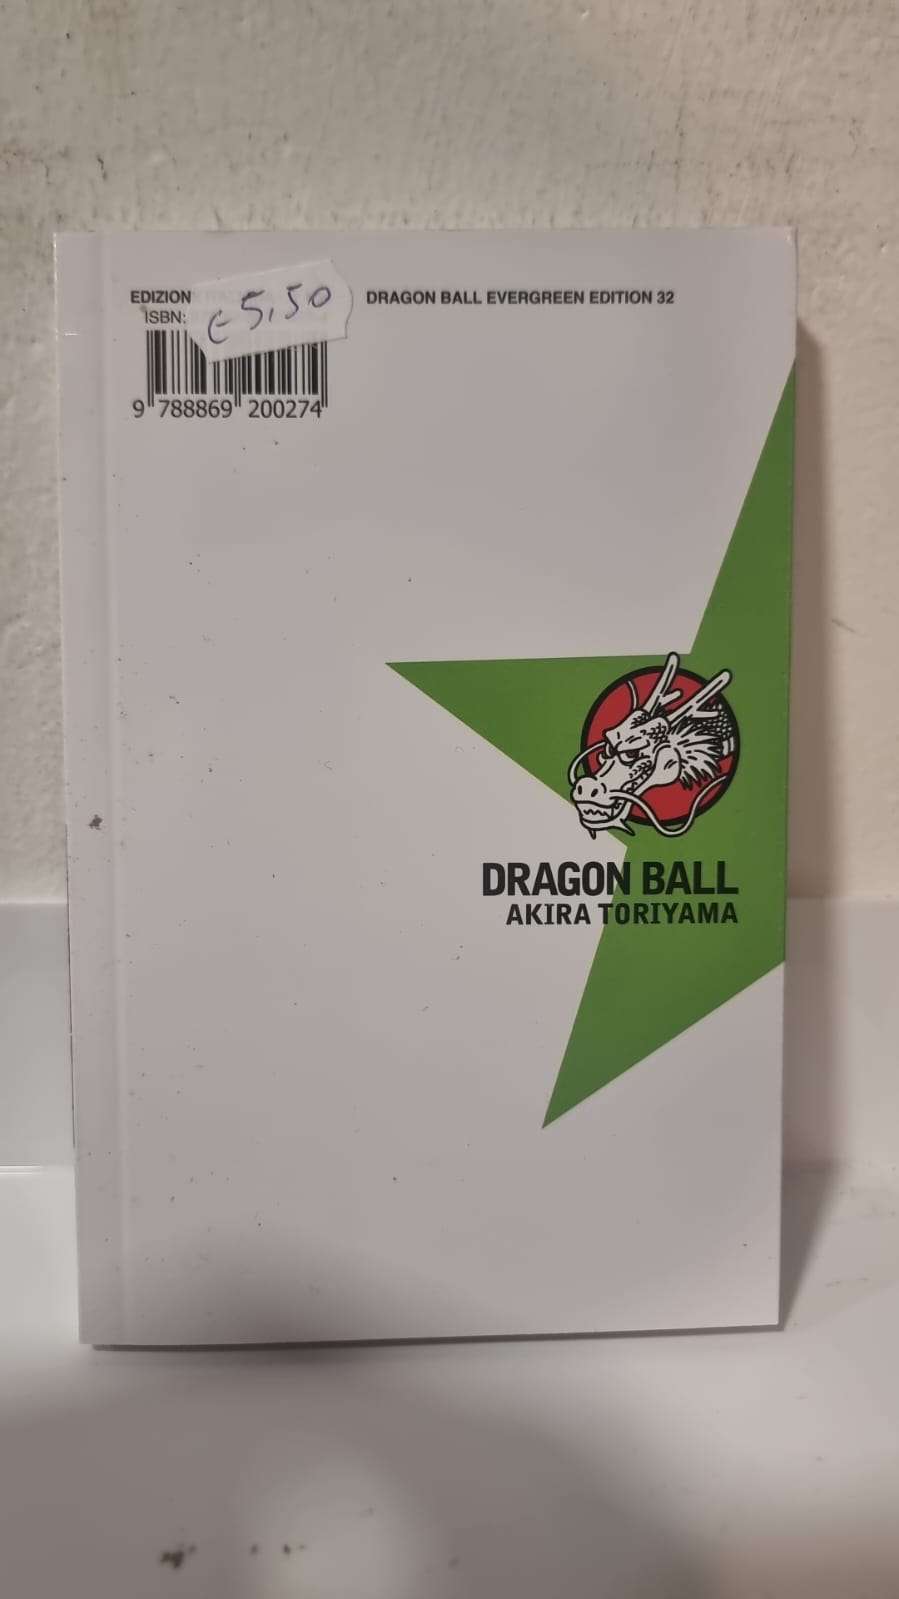 EDIZION
€5,50
DRAGON BALL EVERGREEN EDITION 32
ISBN:
9 788869 200274
DRAGON BALL
AKIRA TORIYAMA